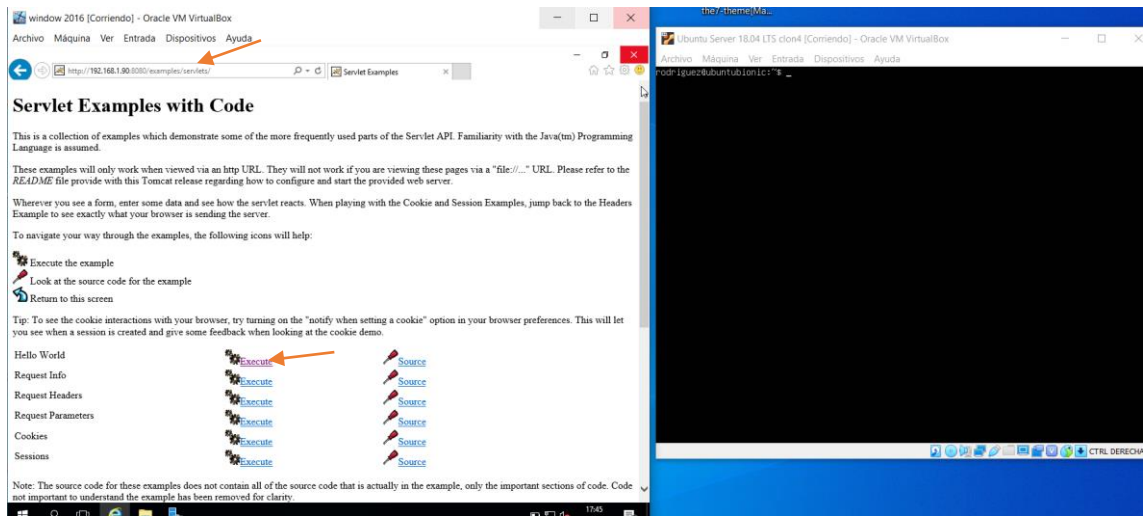 window 2016 [Corriendo] - Oracle VM VirtualBox
Archivo Máquina Ver Entrada Dispositivos Ayuda
http://192.168.1.90:8080/examples/servlets/
Servlet Examples
Servlet Examples with Code
This is a collection of examples which demonstrate some of the more frequently used parts of the Servlet API. Familiarity with the Java(tm) Programming
Language is assumed.
These examples will only work when viewed via an http URL. They will not work if you are viewing these pages via a "file://..." URL. Please refer to the
README file provide with this Tomcat release regarding how to configure and start the provided web server.
Wherever you see a form, enter some data and see how the servlet reacts. When playing with the Cookie and Session Examples, jump back to the Headers
Example to see exactly what your browser is sending the server.
To navigate your way through the examples, the following icons will help:
Execute the example
Look at the source code for the example
Return to this screen
Tip: To see the cookie interactions with your browser, try turning on the "notify when setting a cookie" option in your browser preferences. This will let
you see when a session is created and give some feedback when looking at the cookie demo.
Hello World Execute Source
Request Info Execute Source
Request Headers Execute Source
Request Parameters Execute Source
Cookies Execute Source
Sessions Execute Source
Note: The source code for these examples does not contain all of the source code that is actually in the example, only the important sections of code. Code
not important to understand the example has been removed for clarity.
17:45
the7-theme[Ma...
Ubuntu Server 18.04 LTS clon4 [Corriendo] - Oracle VM VirtualBox
Archivo Máquina Ver Entrada Dispositivos Ayuda
rodriguez@ubuntubionic:~$ _
CTRL DERECHA